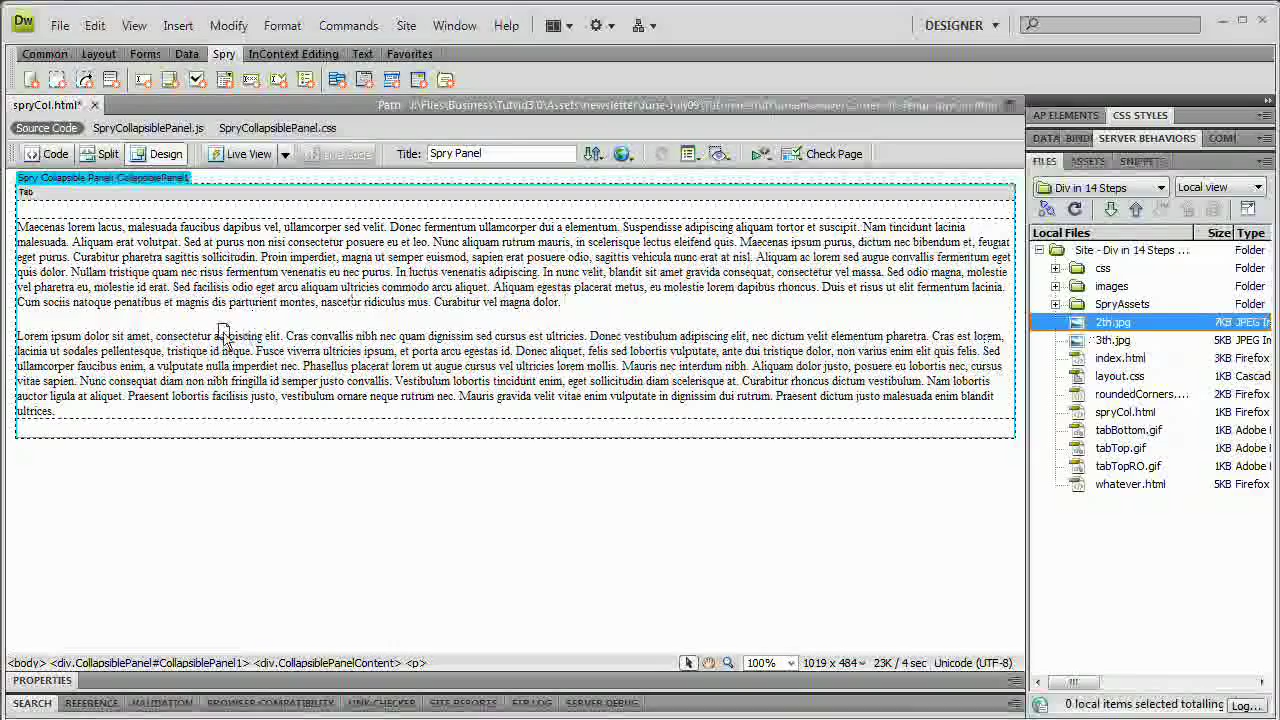 Dw File Edit View Insert Modify Format Commands Site Window Help DESIGNER
Common Layout Forms Data Spry InContext Editing Text Favorites
spryCol.html* Path:
Source Code SpryCollapsiblePanel.js SpryCollapsiblePanel.css
Code Split Design Live View Live Code Title: Spry Panel Check Page
Spry Collapsible Panel: CollapsiblePanel1
Tab
Maecenas lorem lacus, malesuada faucibus dapibus vel, ullamcorper sed velit. Donec fermentum ullamcorper dui a elementum. Suspendisse adipiscing aliquam tortor et suscipit. Nam tincidunt lacinia
malesuada. Aliquam erat volutpat. Sed at purus non nisi consectetur posuere eu et leo. Nunc aliquam rutrum mauris, in scelerisque lectus eleifend quis. Maecenas ipsum purus, dictum nec bibendum et, feugiat
eget purus. Curabitur pharetra sagittis sollicitudin. Proin imperdiet, magna ut semper euismod, sapien erat posuere odio, sagittis vehicula nunc erat at nisl. Aliquam ac lorem sed augue convallis fermentum eget
quis dolor. Nullam tristique quam nec risus fermentum venenatis eu nec purus. In luctus venenatis adipiscing. In nunc velit, blandit sit amet gravida consequat, consectetur vel massa. Sed odio magna, molestie
vel pharetra eu, molestie id erat. Sed facilisis odio eget arcu aliquam ultricies commodo arcu aliquet. Aliquam egestas placerat metus, eu molestie lorem dapibus rhoncus. Duis et risus ut elit fermentum lacinia.
Cum sociis natoque penatibus et magnis dis parturient montes, nascetur ridiculus mus. Curabitur vel magna dolor.
Lorem ipsum dolor sit amet, consectetur adipiscing elit. Cras convallis nibh nec quam dignissim sed cursus est ultricies. Donec vestibulum adipiscing elit, nec dictum velit elementum pharetra. Cras est lorem,
lacinia ut sodales pellentesque, tristique id neque. Fusce viverra ultricies ipsum, et porta arcu egestas id. Donec aliquet, felis sed lobortis vulputate, ante dui tristique dolor, non varius enim elit quis felis. Sed
ullamcorper faucibus enim, a vulputate nulla imperdiet nec. Phasellus placerat lorem ut augue cursus vel ultricies lorem mollis. Mauris nec interdum nibh. Aliquam dolor justo, posuere eu lobortis nec, cursus
vitae sapien. Nunc consequat diam non nibh fringilla id semper justo convallis. Vestibulum lobortis tincidunt enim, eget sollicitudin diam scelerisque at. Curabitur rhoncus dictum vestibulum. Nam lobortis
auctor ligula at aliquet. Praesent lobortis facilisis justo, vestibulum ornare neque rutrum nec. Mauris gravida velit vitae enim vulputate in dignissim dui rutrum. Praesent dictum justo malesuada enim blandit
ultrices.
<body> <div.CollapsiblePanel#CollapsiblePanel1> <div.CollapsiblePanelContent> <p> 100% 1019 x 484 23K / 4 sec Unicode (UTF-8)
PROPERTIES
SEARCH REFERENCE VALIDATION BROWSER COMPATIBILITY LINK CHECKER SITE REPORTS FTP LOG SERVER DEBUG
AP ELEMENTS CSS STYLES
DATA BINDI SERVER BEHAVIORS COM
FILES ASSETS SNIPPETS
Div in 14 Steps Local view
Local Files Size Type
Site - Div in 14 Steps ... Folder
css Folder
images Folder
SpryAssets Folder
2th.jpg 7KB JPEG Im
3th.jpg 5KB JPEG Im
index.html 3KB Firefox
layout.css 1KB Cascad
roundedCorners,... 1KB Firefox
spryCol.html 1KB Firefox
tabBottom.gif 1KB Adobe
tabTop.gif 1KB Adobe
tabTopRO.gif 1KB Adobe
whatever.html 5KB Firefox
0 local items selected totalling Log...